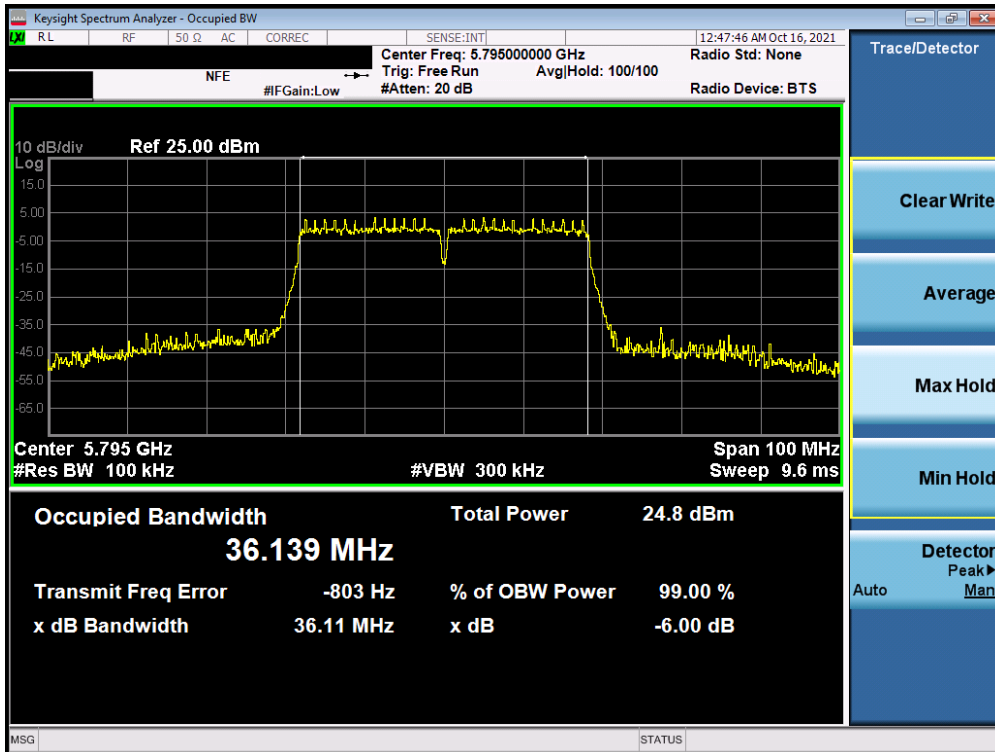 Keysight Spectrum Analyzer - Occupied BW
LXI RL RF 50 Ω AC CORREC SENSE:INT 12:47:46 AM Oct 16, 2021
Center Freq: 5.795000000 GHz Radio Std: None
NFE Trig: Free Run Avg|Hold: 100/100
#IFGain:Low #Atten: 20 dB Radio Device: BTS
Trace/Detector
10 dB/div Ref 25.00 dBm
Log
15.0
5.00
-5.00
-15.0
-25.0
-35.0
-45.0
-55.0
-65.0
Center 5.795 GHz Span 100 MHz
#Res BW 100 kHz #VBW 300 kHz Sweep 9.6 ms
Occupied Bandwidth Total Power 24.8 dBm
36.139 MHz
Transmit Freq Error -803 Hz % of OBW Power 99.00 %
x dB Bandwidth 36.11 MHz x dB -6.00 dB
Clear Write
Average
Max Hold
Min Hold
Detector
Peak▶
Auto Man
MSG STATUS